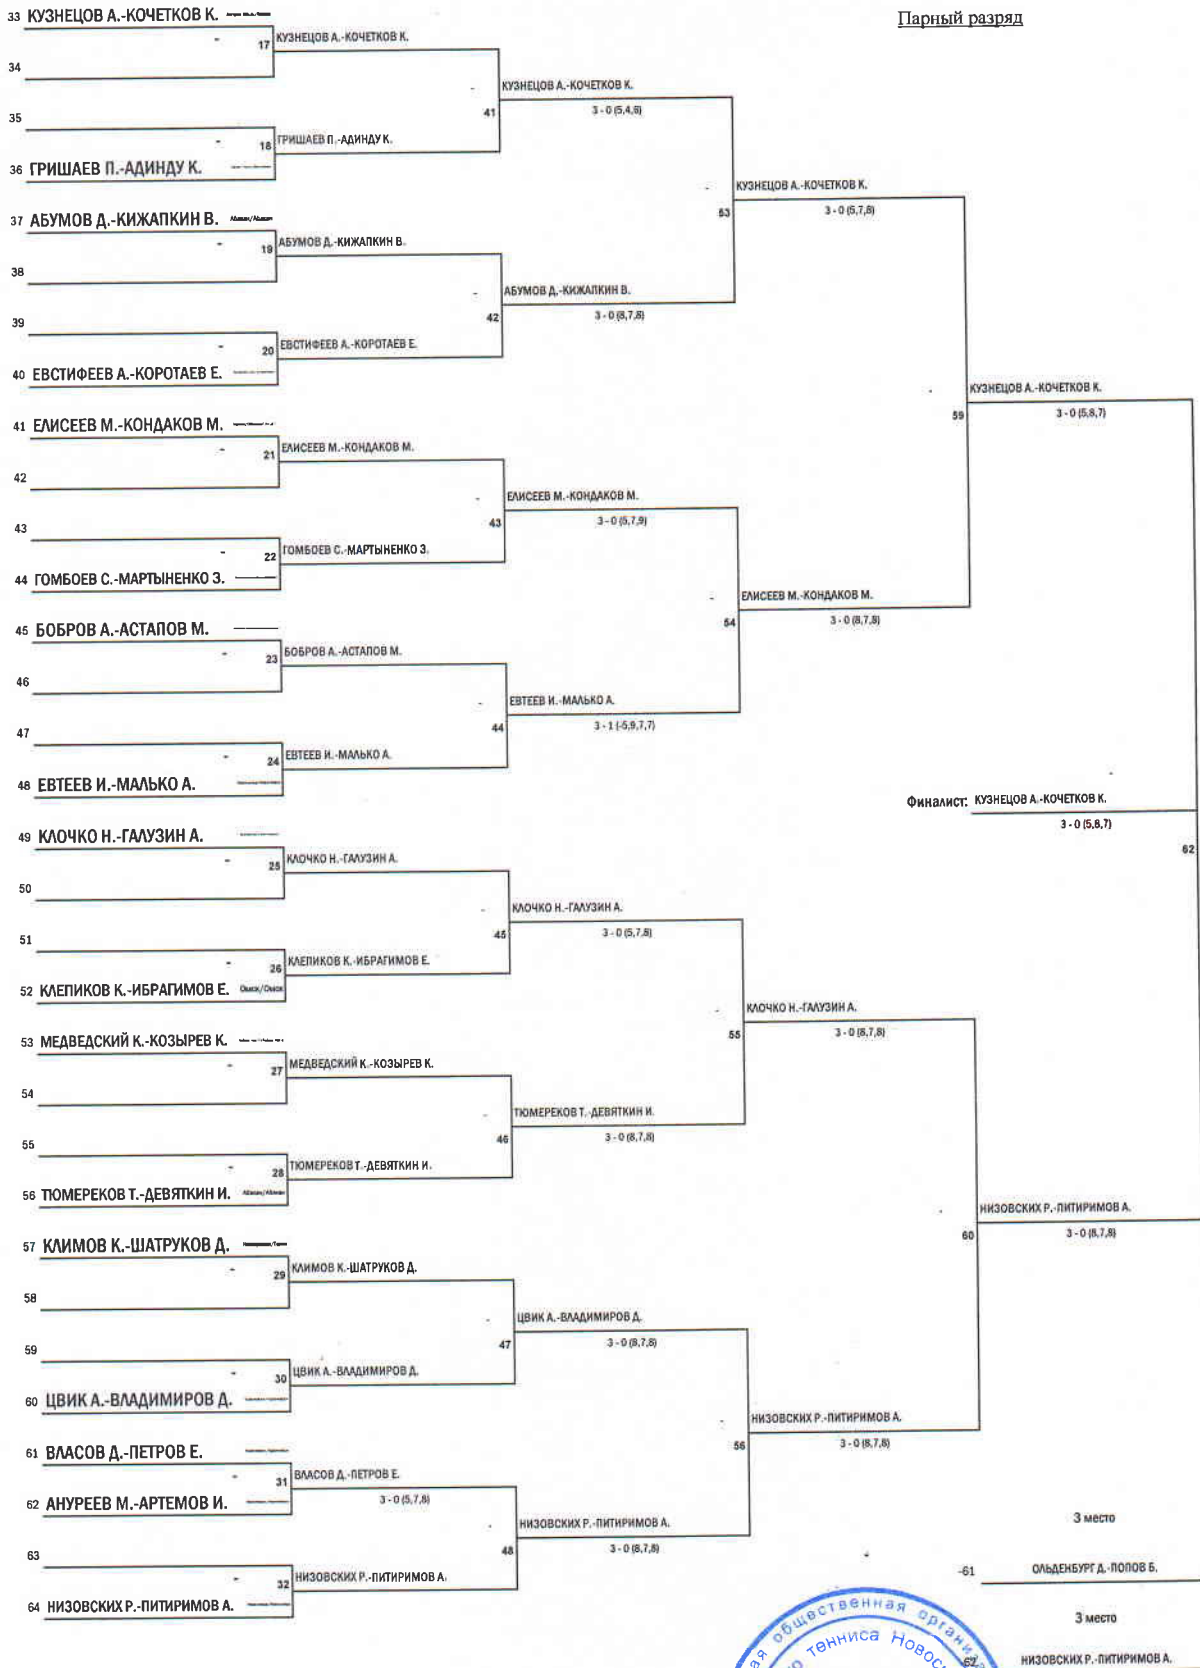 Парный разряд
33 КУЗНЕЦОВ А.-КОЧЕТКОВ К.
- 17 КУЗНЕЦОВ А.-КОЧЕТКОВ К.
34
КУЗНЕЦОВ А.-КОЧЕТКОВ К.
41 3 - 0 (5,4,6)
35
- 18 ГРИШАЕВ П.-АДИНДУ К.
36 ГРИШАЕВ П.-АДИНДУ К.
КУЗНЕЦОВ А.-КОЧЕТКОВ К.
53 3 - 0 (5,7,8)
37 АБУМОВ Д.-КИЖАПКИН В. Абакан/Абакан
- 19 АБУМОВ Д.-КИЖАПКИН В.
38
АБУМОВ Д.-КИЖАПКИН В.
42 3 - 0 (8,7,8)
39
- 20 ЕВСТИФЕЕВ А.-КОРОТАЕВ Е.
40 ЕВСТИФЕЕВ А.-КОРОТАЕВ Е.
КУЗНЕЦОВ А.-КОЧЕТКОВ К.
59 3 - 0 (5,8,7)
41 ЕЛИСЕЕВ М.-КОНДАКОВ М.
- 21 ЕЛИСЕЕВ М.-КОНДАКОВ М.
42
ЕЛИСЕЕВ М.-КОНДАКОВ М.
43 3 - 0 (5,7,9)
43
- 22 ГОМБОЕВ С.-МАРТЫНЕНКО З.
44 ГОМБОЕВ С.-МАРТЫНЕНКО З.
ЕЛИСЕЕВ М.-КОНДАКОВ М.
54 3 - 0 (8,7,8)
45 БОБРОВ А.-АСТАПОВ М.
- 23 БОБРОВ А.-АСТАПОВ М.
46
ЕВТЕЕВ И.-МАЛЬКО А.
44 3 - 1 (-5,9,7,7)
47
- 24 ЕВТЕЕВ И.-МАЛЬКО А.
48 ЕВТЕЕВ И.-МАЛЬКО А.
Финалист: КУЗНЕЦОВ А.-КОЧЕТКОВ К.
3 - 0 (5,8,7)
62
49 КЛОЧКО Н.-ГАЛУЗИН А.
- 25 КЛОЧКО Н.-ГАЛУЗИН А.
50
КЛОЧКО Н.-ГАЛУЗИН А.
45 3 - 0 (5,7,8)
51
- 26 КЛЕПИКОВ К.-ИБРАГИМОВ Е.
52 КЛЕПИКОВ К.-ИБРАГИМОВ Е. Омск/Омск
КЛОЧКО Н.-ГАЛУЗИН А.
55 3 - 0 (8,7,8)
53 МЕДВЕДСКИЙ К.-КОЗЫРЕВ К.
- 27 МЕДВЕДСКИЙ К.-КОЗЫРЕВ К.
54
ТЮМЕРЕКОВ Т.-ДЕВЯТКИН И.
46 3 - 0 (8,7,8)
55
- 28 ТЮМЕРЕКОВ Т.-ДЕВЯТКИН И.
56 ТЮМЕРЕКОВ Т.-ДЕВЯТКИН И. Абакан/Абакан
НИЗОВСКИХ Р.-ПИТИРИМОВ А.
60 3 - 0 (8,7,8)
57 КЛИМОВ К.-ШАТРУКОВ Д.
- 29 КЛИМОВ К.-ШАТРУКОВ Д.
58
ЦВИК А.-ВЛАДИМИРОВ Д.
47 3 - 0 (8,7,8)
59
- 30 ЦВИК А.-ВЛАДИМИРОВ Д.
60 ЦВИК А.-ВЛАДИМИРОВ Д.
НИЗОВСКИХ Р.-ПИТИРИМОВ А.
56 3 - 0 (8,7,8)
61 ВЛАСОВ Д.-ПЕТРОВ Е.
- 31 ВЛАСОВ Д.-ПЕТРОВ Е.
62 АНУРЕЕВ М.-АРТЕМОВ И. 3 - 0 (5,7,8)
НИЗОВСКИХ Р.-ПИТИРИМОВ А.
48 3 - 0 (8,7,8)
63
- 32 НИЗОВСКИХ Р.-ПИТИРИМОВ А.
64 НИЗОВСКИХ Р.-ПИТИРИМОВ А.
3 место
-61 ОЛЬДЕНБУРГ Д.-ПОПОВ Б.
3 место
-62 НИЗОВСКИХ Р.-ПИТИРИМОВ А.
общественная
тенниса